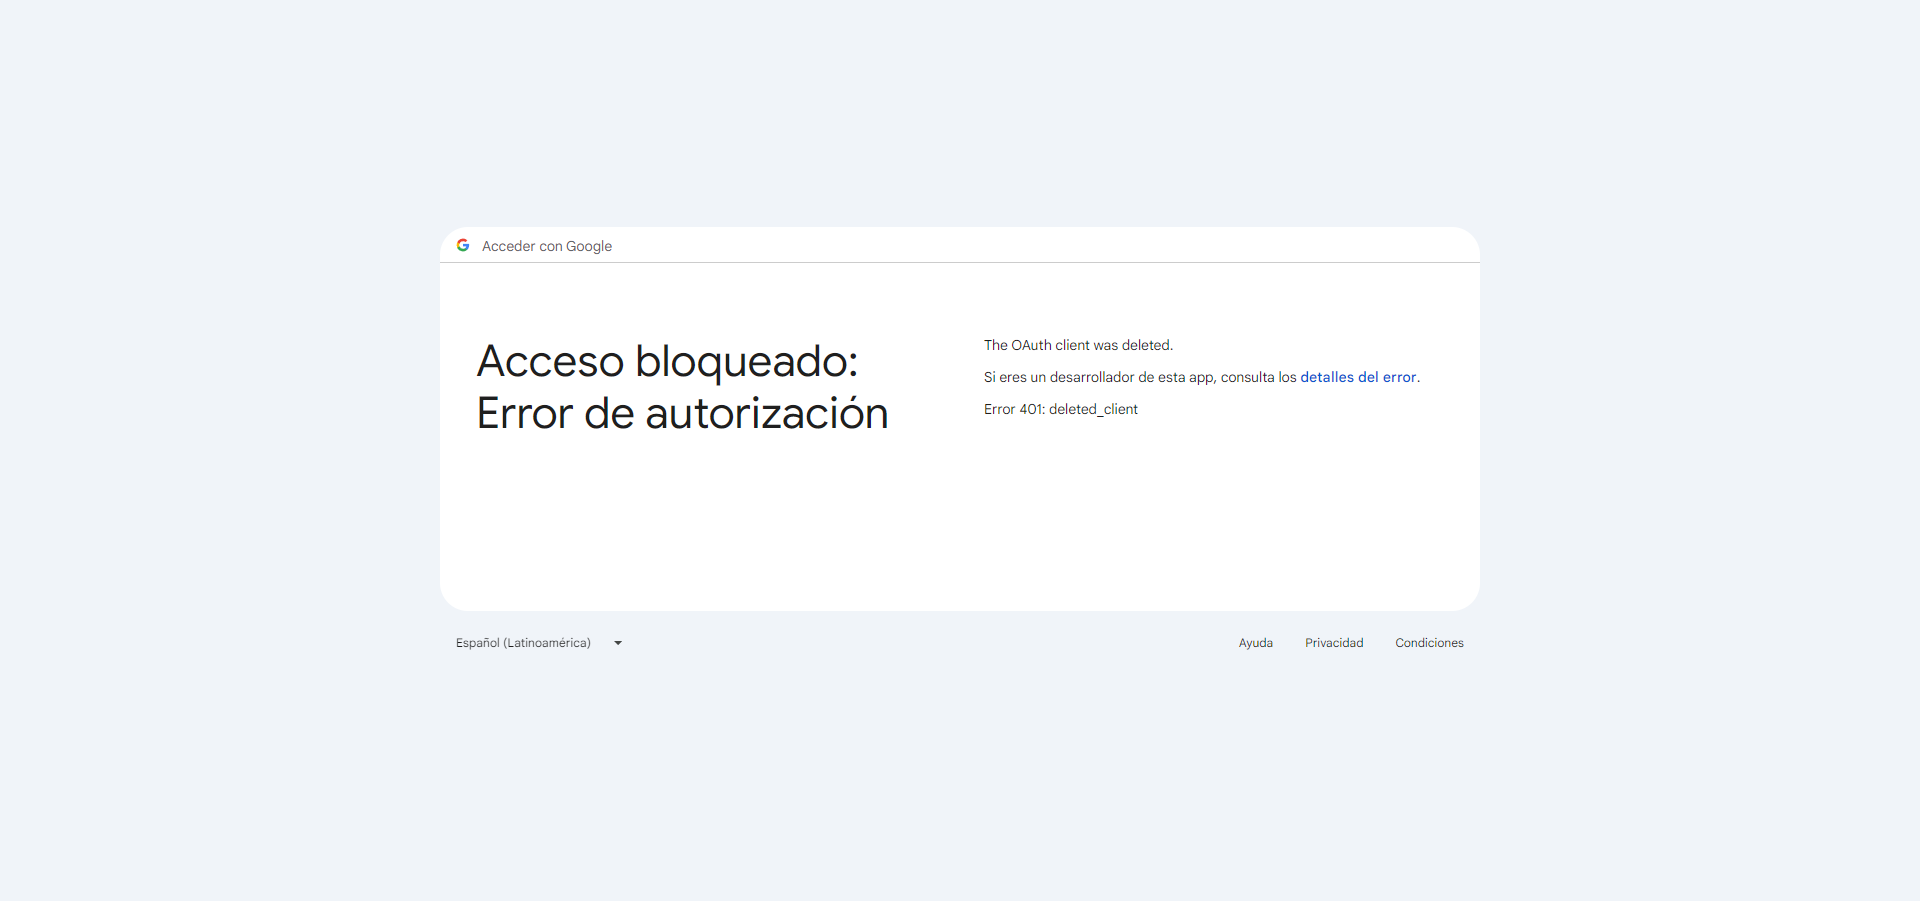 Acceder con Google
Acceso bloqueado:
Error de autorización
The OAuth client was deleted.
Si eres un desarrollador de esta app, consulta los detalles del error.
Error 401: deleted_client
Español (Latinoamérica)
Ayuda
Privacidad
Condiciones